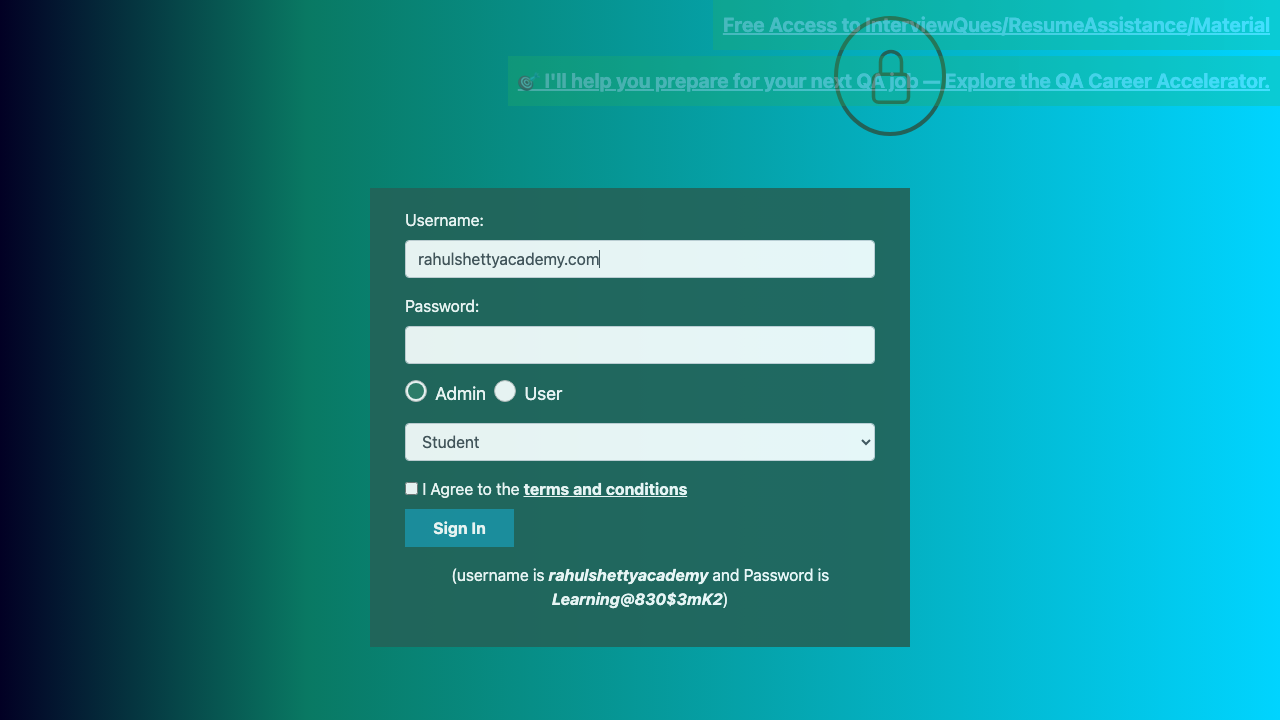 Free Access to InterviewQues/ResumeAssistance/Material
🎯 I'll help you prepare for your next QA job — Explore the QA Career Accelerator.
Username:
rahulshettyacademy.com
Password:
Admin User
Student
I Agree to the terms and conditions
Sign In
(username is rahulshettyacademy and Password is
Learning@830$3mK2)